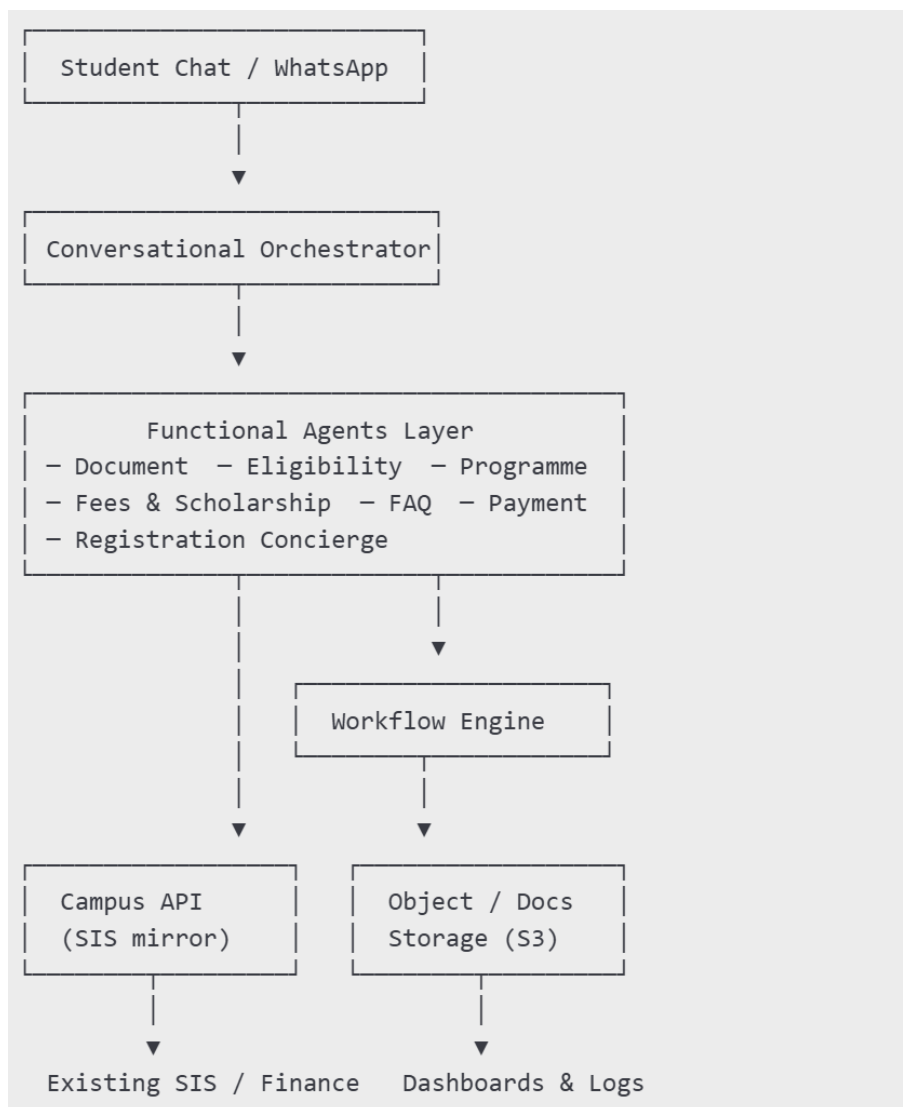 Student Chat / WhatsApp
Conversational Orchestrator
Functional Agents Layer
– Document – Eligibility – Programme
– Fees & Scholarship – FAQ – Payment
– Registration Concierge
Workflow Engine
Campus API
(SIS mirror)
Object / Docs
Storage (S3)
Existing SIS / Finance
Dashboards & Logs